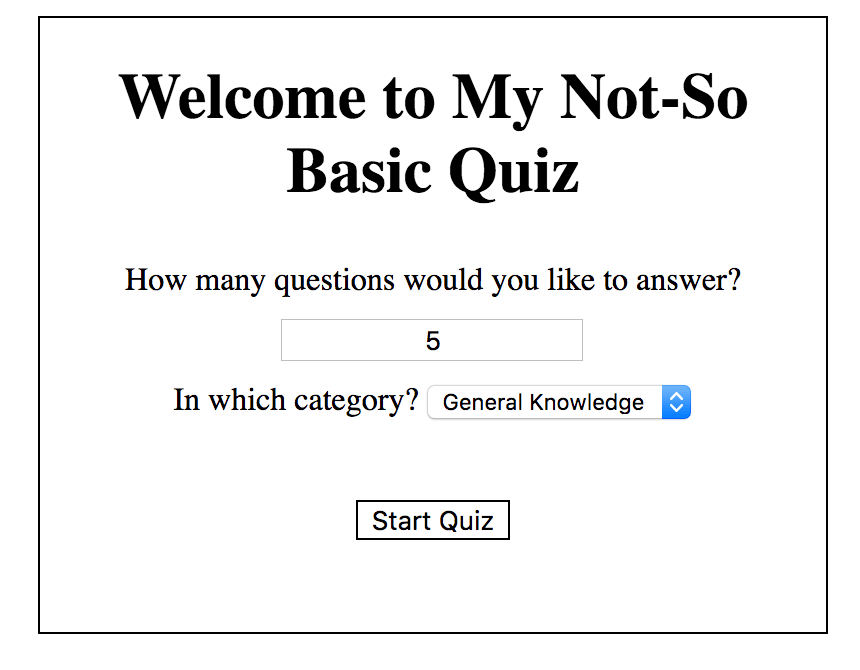 Welcome to My Not-So
Basic Quiz
How many questions would you like to answer?
5
In which category? General Knowledge
Start Quiz